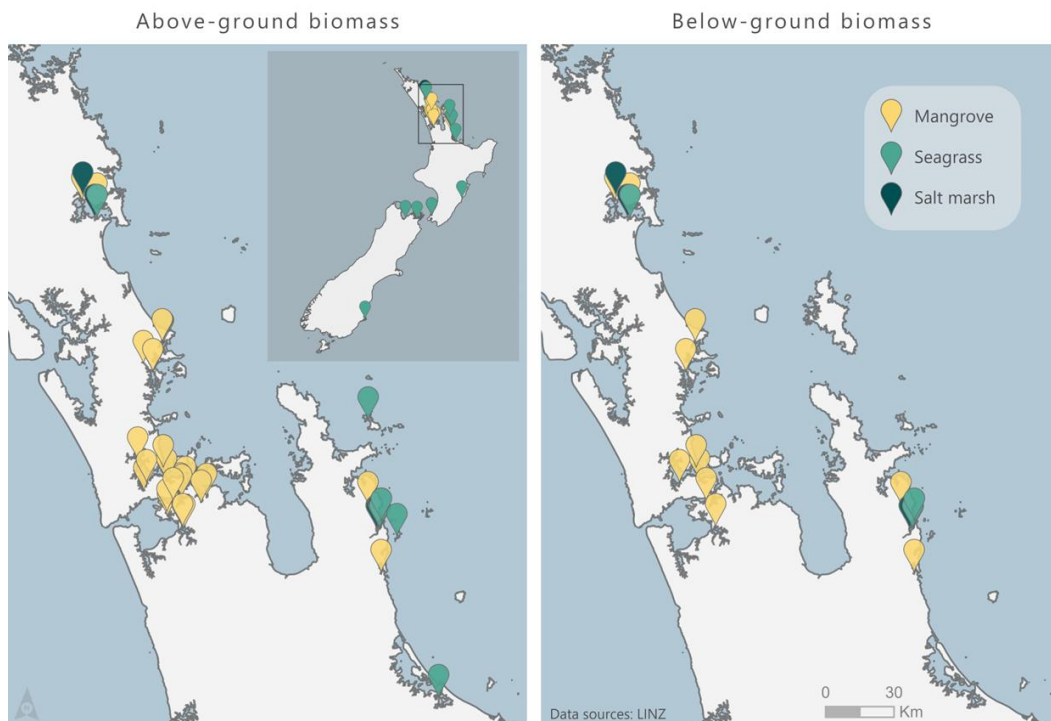 Above-ground biomass
Below-ground biomass
Mangrove
Seagrass
Salt marsh
0 30
Km
Data sources: LINZ